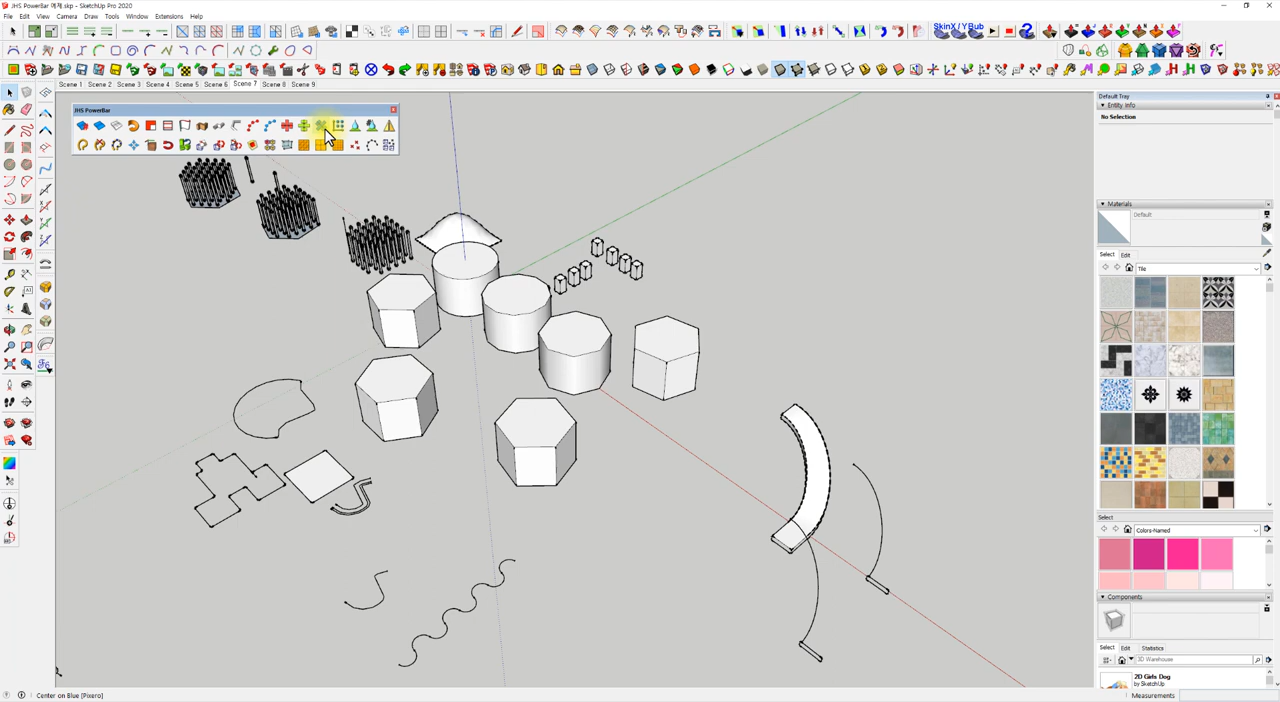 JHS PowerBar 예제.skp - SketchUp Pro 2020
File Edit View Camera Draw Tools Window Extensions Help
SkinX/YBub
Scene 1 Scene 2 Scene 3 Scene 4 Scene 5 Scene 6 Scene 7 Scene 8 Scene 9
JHS PowerBar
Default Tray
Entity Info
No Selection
Materials
Default
Select Edit
Tile
Select
Colors-Named
Components
Select Edit Statistics
3D Warehouse
2D Girls Dog
by SketchUp
Center on Blue [Pixero]
Measurements